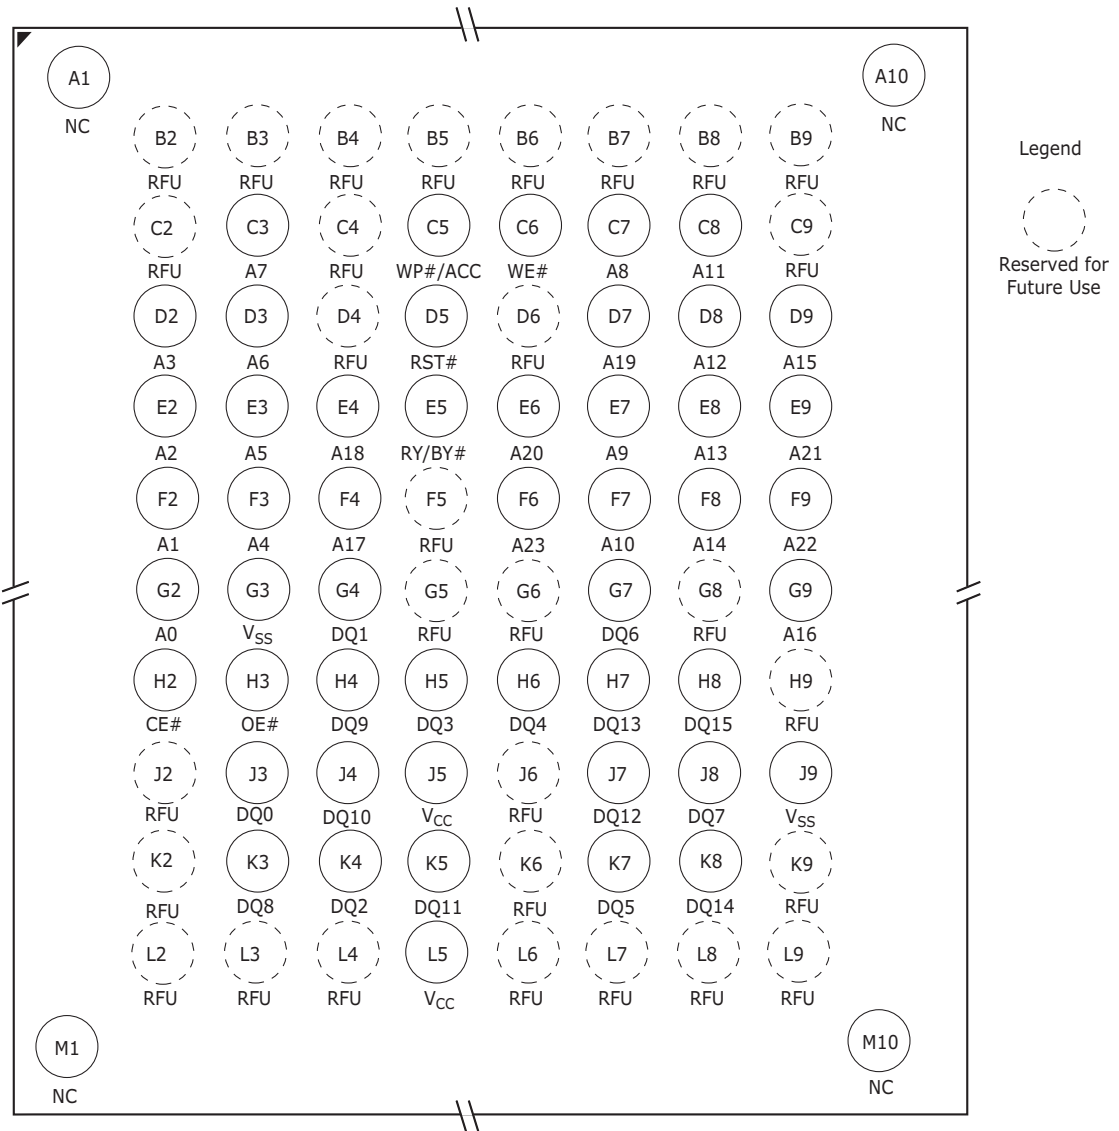 A1 A10
NC NC
B2 B3 B4 B5 B6 B7 B8 B9
RFU RFU RFU RFU RFU RFU RFU RFU
C2 C3 C4 C5 C6 C7 C8 C9
RFU A7 RFU WP#/ACC WE# A8 A11 RFU
D2 D3 D4 D5 D6 D7 D8 D9
A3 A6 RFU RST# RFU A19 A12 A15
E2 E3 E4 E5 E6 E7 E8 E9
A2 A5 A18 RY/BY# A20 A9 A13 A21
F2 F3 F4 F5 F6 F7 F8 F9
A1 A4 A17 RFU A23 A10 A14 A22
G2 G3 G4 G5 G6 G7 G8 G9
A0 VSS DQ1 RFU RFU DQ6 RFU A16
H2 H3 H4 H5 H6 H7 H8 H9
CE# OE# DQ9 DQ3 DQ4 DQ13 DQ15 RFU
J2 J3 J4 J5 J6 J7 J8 J9
RFU DQ0 DQ10 VCC RFU DQ12 DQ7 VSS
K2 K3 K4 K5 K6 K7 K8 K9
RFU DQ8 DQ2 DQ11 RFU DQ5 DQ14 RFU
L2 L3 L4 L5 L6 L7 L8 L9
RFU RFU RFU VCC RFU RFU RFU RFU
M1 M10
NC NC
Legend
Reserved for
Future Use